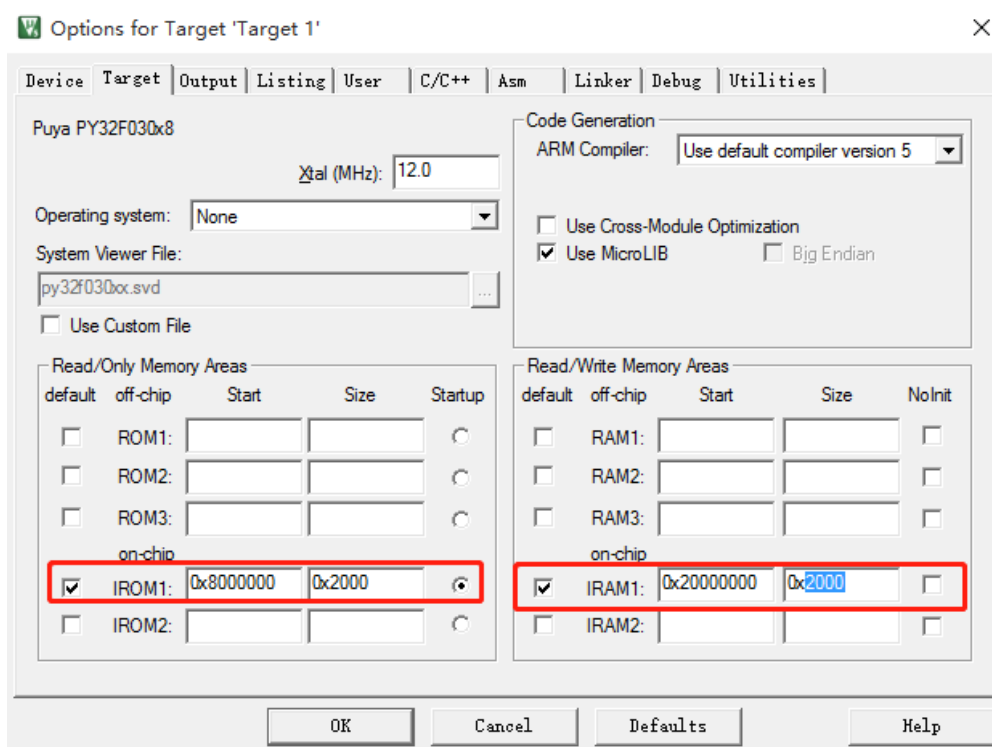 Options for Target 'Target 1'
Device Target Output Listing User C/C++ Asm Linker Debug Utilities
Puya PY32F030x8
Xtal (MHz): 12.0
Operating system: None
System Viewer File:
py32f030xx.svd
...
Use Custom File
Code Generation
ARM Compiler: Use default compiler version 5
Use Cross-Module Optimization
Use MicroLIB Big Endian
Read/Only Memory Areas
default off-chip Start Size Startup
ROM1:
ROM2:
ROM3:
on-chip
IROM1: 0x8000000 0x2000
IROM2:
Read/Write Memory Areas
default off-chip Start Size NoInit
RAM1:
RAM2:
RAM3:
on-chip
IRAM1: 0x20000000 0x2000
IRAM2:
OK Cancel Defaults Help